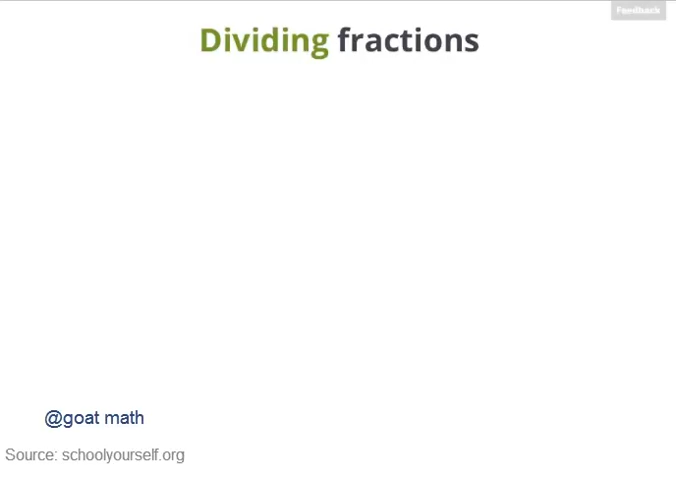 Feedback
Dividing fractions
@goat math
Source: schoolyourself.org